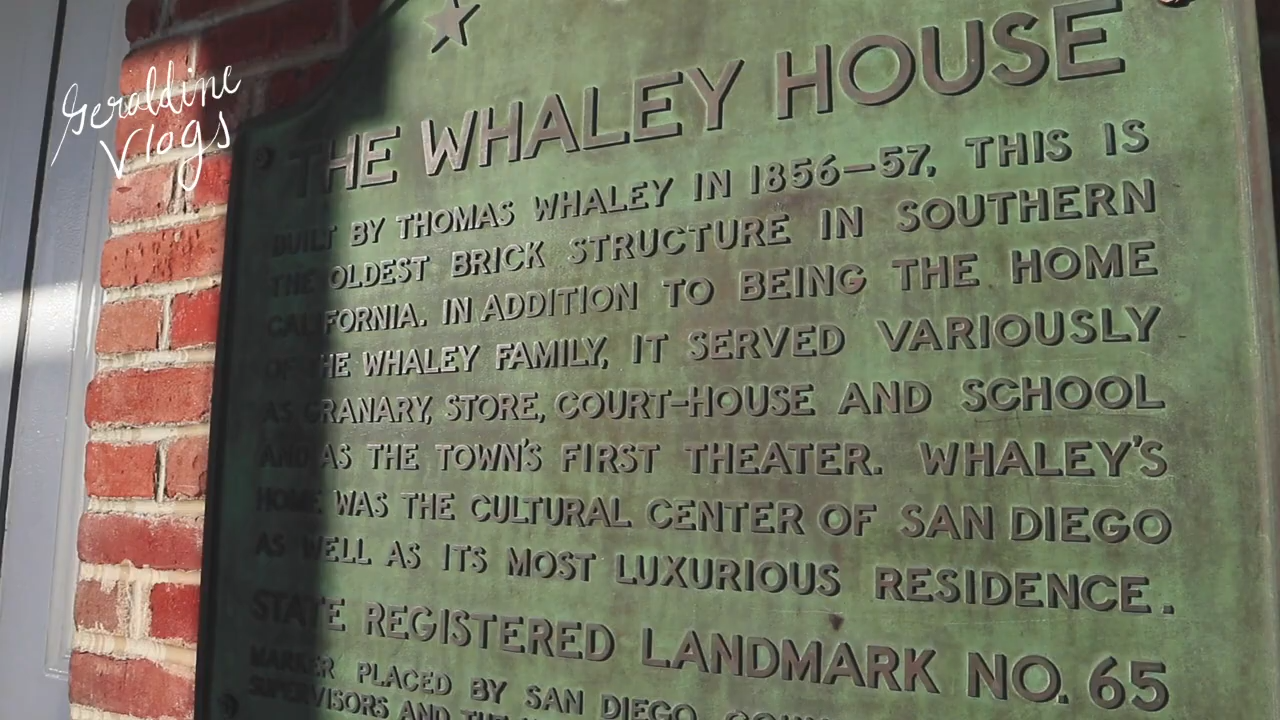 Geraldine
Vlogs
THE WHALEY HOUSE
BUILT BY THOMAS WHALEY IN 1856-57, THIS IS
THE OLDEST BRICK STRUCTURE IN SOUTHERN
CALIFORNIA. IN ADDITION TO BEING THE HOME
OF THE WHALEY FAMILY, IT SERVED VARIOUSLY
AS GRANARY, STORE, COURT-HOUSE AND SCHOOL
AND AS THE TOWN'S FIRST THEATER. WHALEY'S
HOME WAS THE CULTURAL CENTER OF SAN DIEGO
AS WELL AS ITS MOST LUXURIOUS RESIDENCE.
STATE REGISTERED LANDMARK NO. 65
MARKER PLACED BY SAN DIEGO
SUPERVISORS AND THE